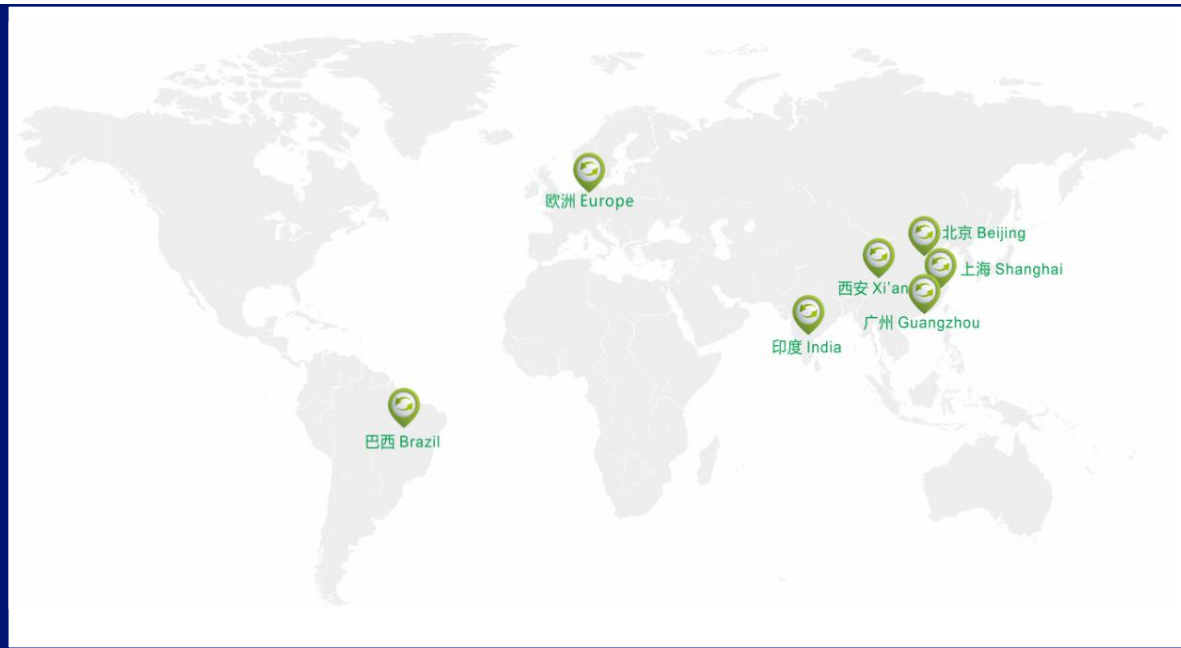 欧洲 Europe
北京 Beijing
上海 Shanghai
西安 Xi'an
广州 Guangzhou
印度 India
巴西 Brazil